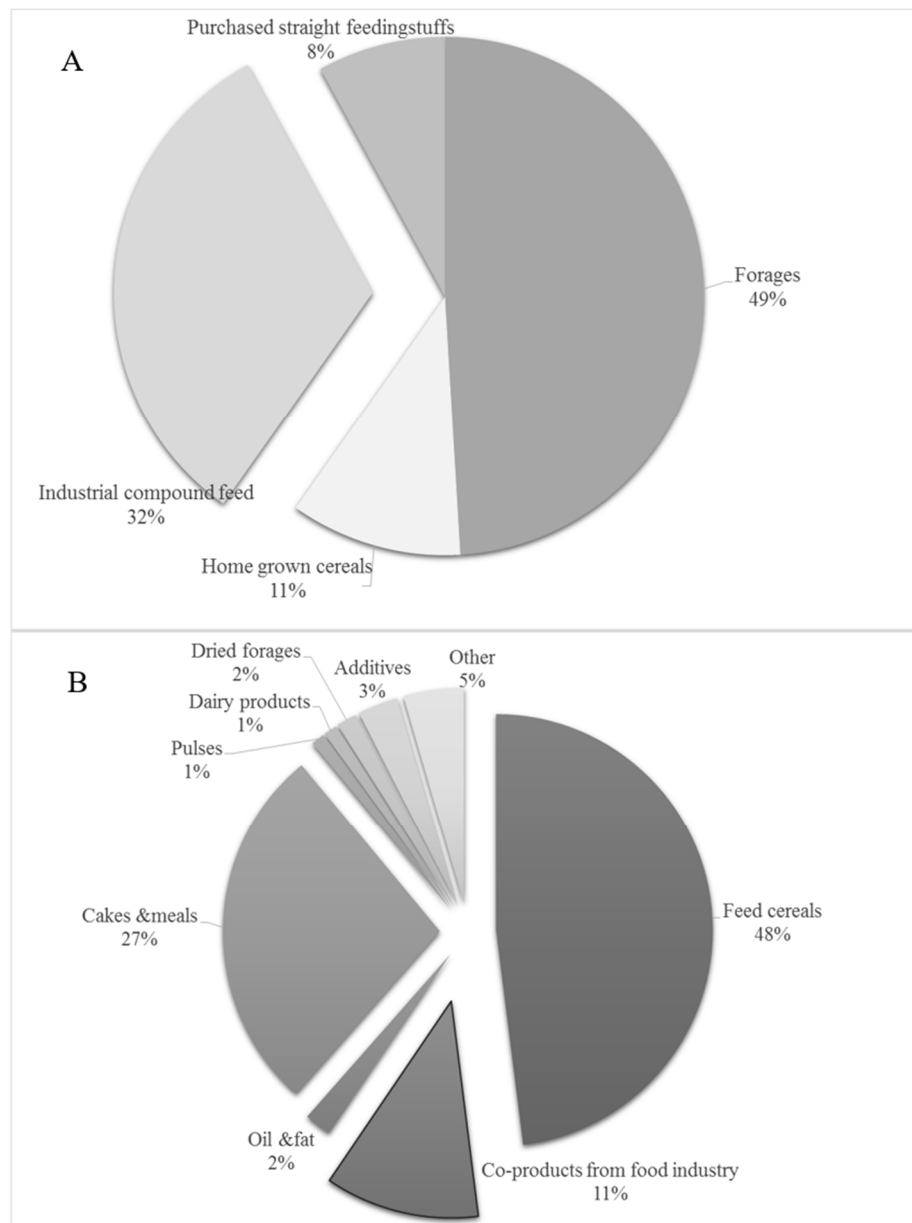 Purchased straight feedingstuffs
8%
A
Forages
49%
Industrial compound feed
32%
Home grown cereals
11%
B
Dried forages
2%
Additives
3%
Other
5%
Dairy products
1%
Pulses
1%
Cakes &meals
27%
Feed cereals
48%
Oil &fat
2%
Co-products from food industry
11%